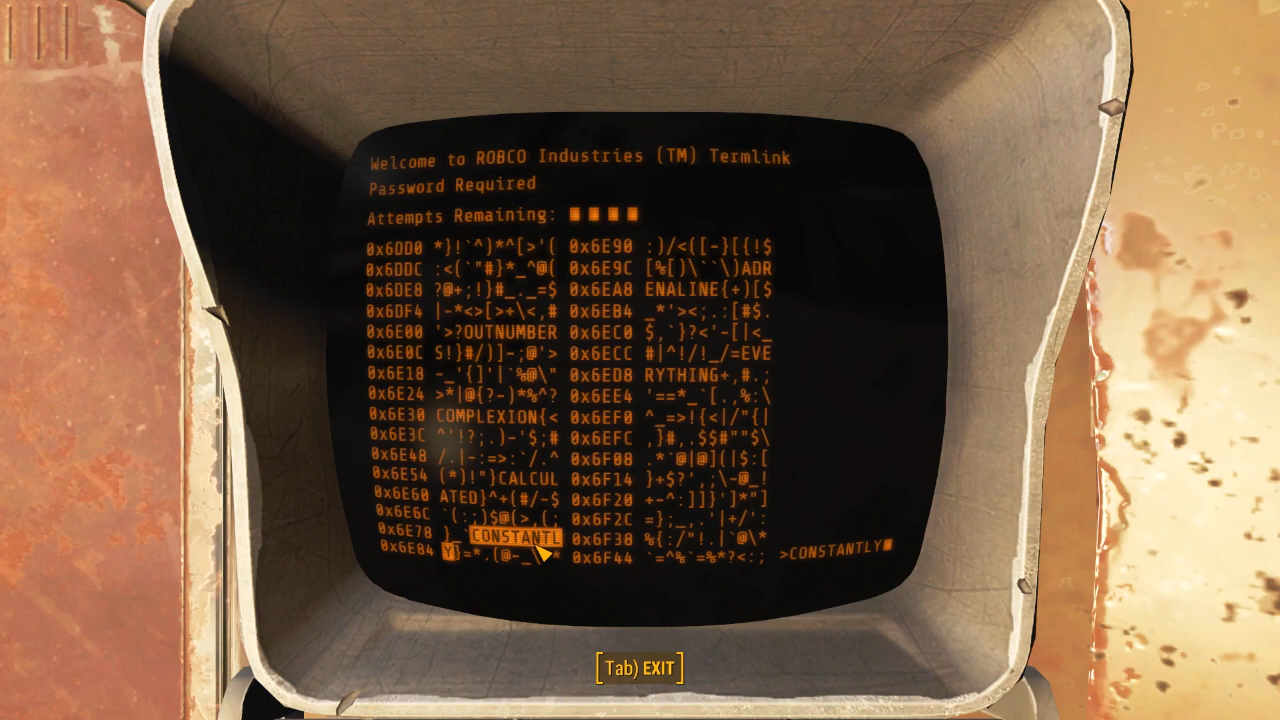 Welcome to ROBCO Industries (TM) Termlink
Password Required
Attempts Remaining: ■ ■ ■ ■
0x6DD0 *}!`^)*^[>'( 0x6E90 :)/<([-}[{!$
0x6DDC :<(`"#}*_^@( 0x6E9C [%[)\``\)ADR
0x6DE8 ?@+;!}#_._=$ 0x6EA8 ENALINE{+)[$
0x6DF4 |-*<>[>+\<,# 0x6EB4 _*'><;.:[#$.
0x6E00 '>?OUTNUMBER 0x6EC0 $,`}?<'-[|<_
0x6E0C S!}#/)]-;@'> 0x6ECC #|^!/!_/=EVE
0x6E18 -_'{]'|`%@\" 0x6ED8 RYTHING+,#.;
0x6E24 >*|@{?-)*%^? 0x6EE4 '==*_`[.,%:\
0x6E30 COMPLEXION{< 0x6EF0 ^_=>!{<|/"{|
0x6E3C ^'!?;.)-'$;# 0x6EFC ,}#,.$$#""$\
0x6E48 /.|-:=>:`/.^ 0x6F08 .*`@|@](|$:[
0x6E54 (*)!"}CALCUL 0x6F14 }+$?',;\-@_!
0x6E60 ATED}^+(#/-$ 0x6F20 +-^:]]}']*"]
0x6E6C `(:;)$@(>,(; 0x6F2C =};_,.'|+/':
0x6E78 }_ CONSTANTL 0x6F38 %{:/"!.|`@\*
0x6E84 Y}=*.(@-_\ * 0x6F44 `=^%`=%*?<:; >CONSTANTLY■
[Tab) EXIT]